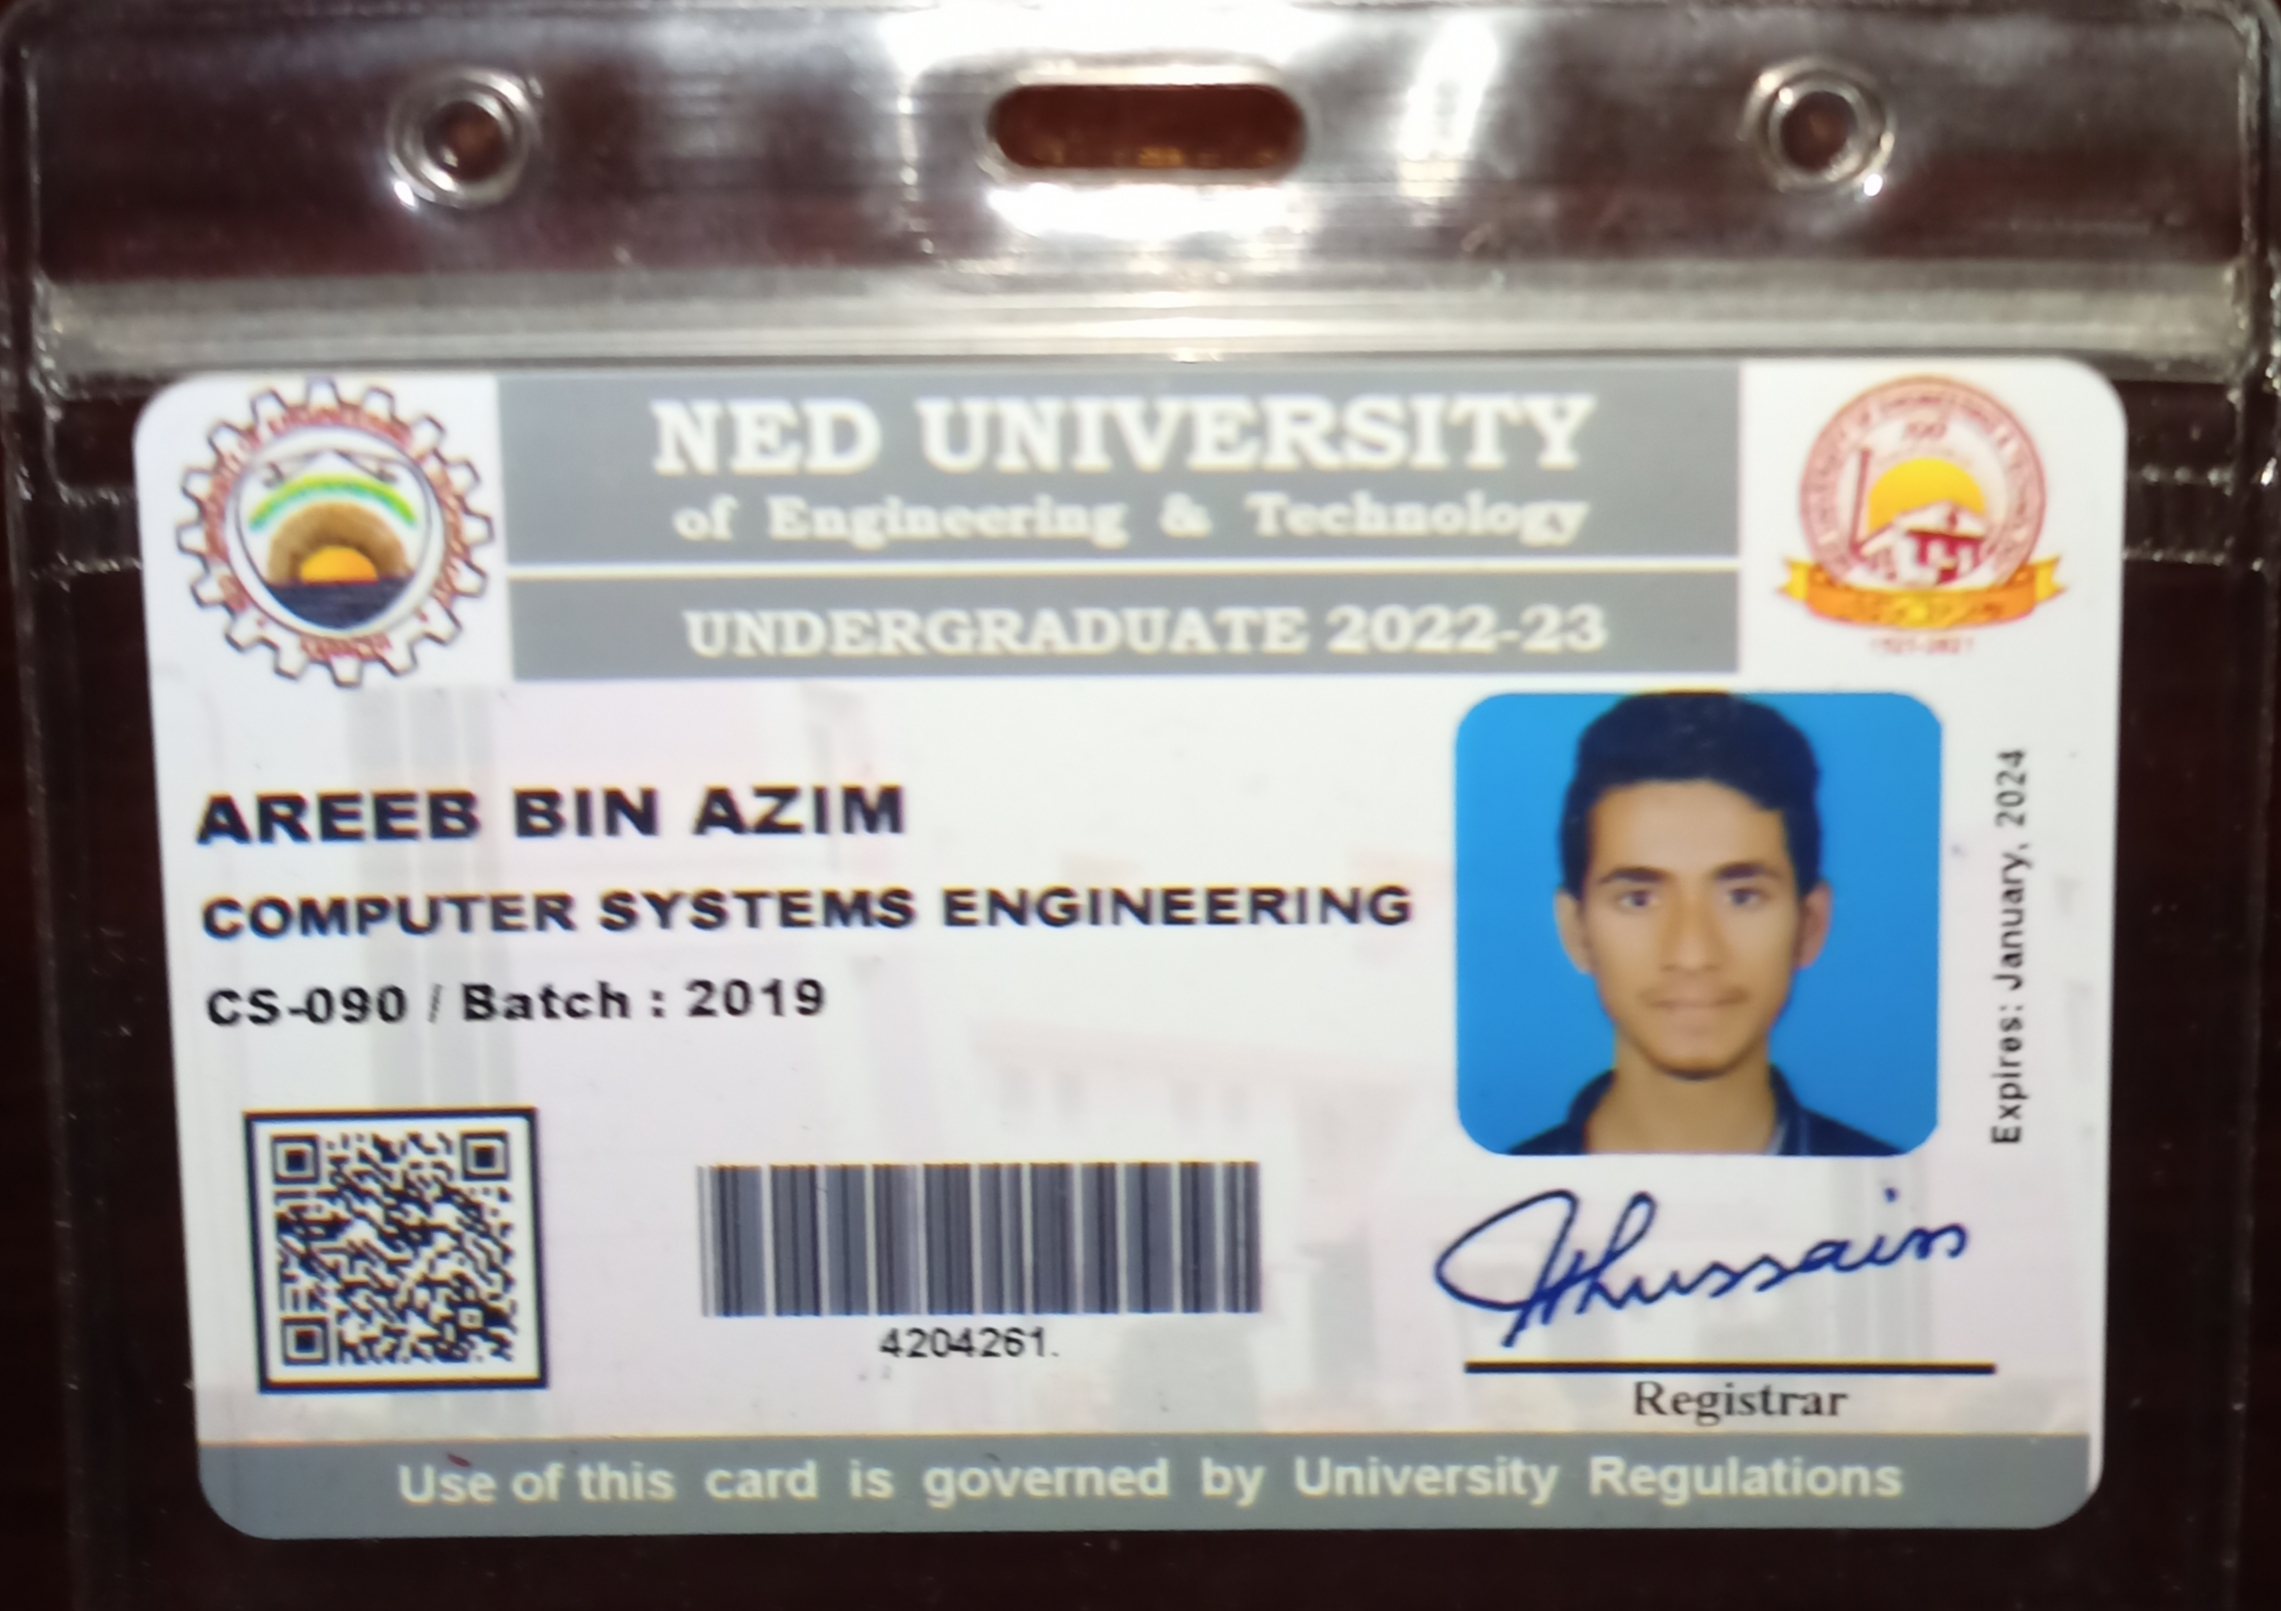 NED UNIVERSITY
of Engineering & Technology
UNDERGRADUATE 2022-23
AREEB BIN AZIM
COMPUTER SYSTEMS ENGINEERING
CS-090 / Batch : 2019
Expires: January, 2024
4204261.
Hussain
Registrar
Use of this card is governed by University Regulations